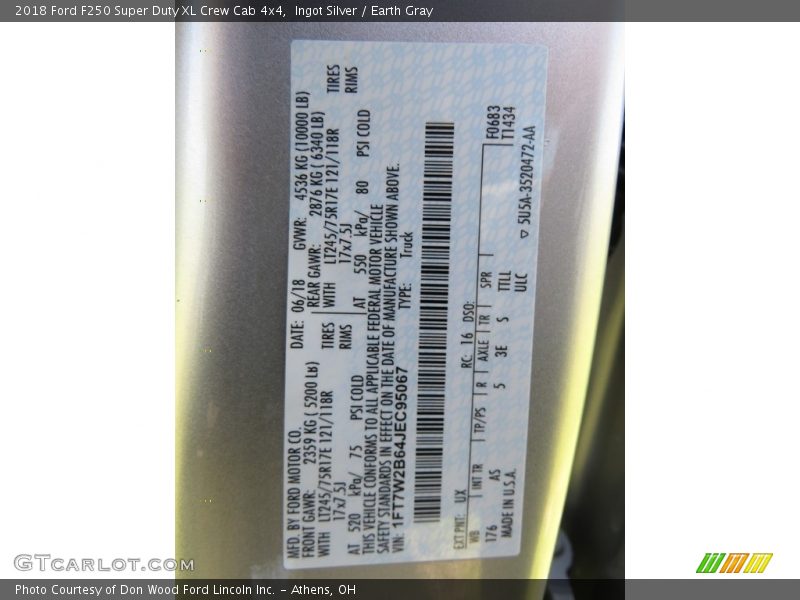 2018 Ford F250 Super Duty XL Crew Cab 4x4,  Ingot Silver / Earth Gray
MFD. BY FORD MOTOR CO.
DATE: 06/18 GVWR: 4536 KG (10000 LB)
FRONT GAWR: 2359 KG ( 5200 LB)
REAR GAWR: 2876 KG ( 6340 LB)
WITH LT245/75R17E 121/118R TIRES
WITH LT245/75R17E 121/118R TIRES
17x7.5J RIMS
17x7.5J RIMS
AT 520 kPa/ 75 PSI COLD
AT 550 kPa/ 80 PSI COLD
THIS VEHICLE CONFORMS TO ALL APPLICABLE FEDERAL MOTOR VEHICLE
SAFETY STANDARDS IN EFFECT ON THE DATE OF MANUFACTURE SHOWN ABOVE.
VIN: 1FT7W2B64JEC95067 TYPE: Truck
EXT PNT: UX RC: 16 DSO: F0683
WB INT TR TP/PS R AXLE TR SPR T1434
176 AS 5 3E S TTLL
ULC
MADE IN U.S.A. ▽ 5U5A-3520472-AA
GTCarLot.com
Photo Courtesy of Don Wood Ford Lincoln Inc. - Athens, OH